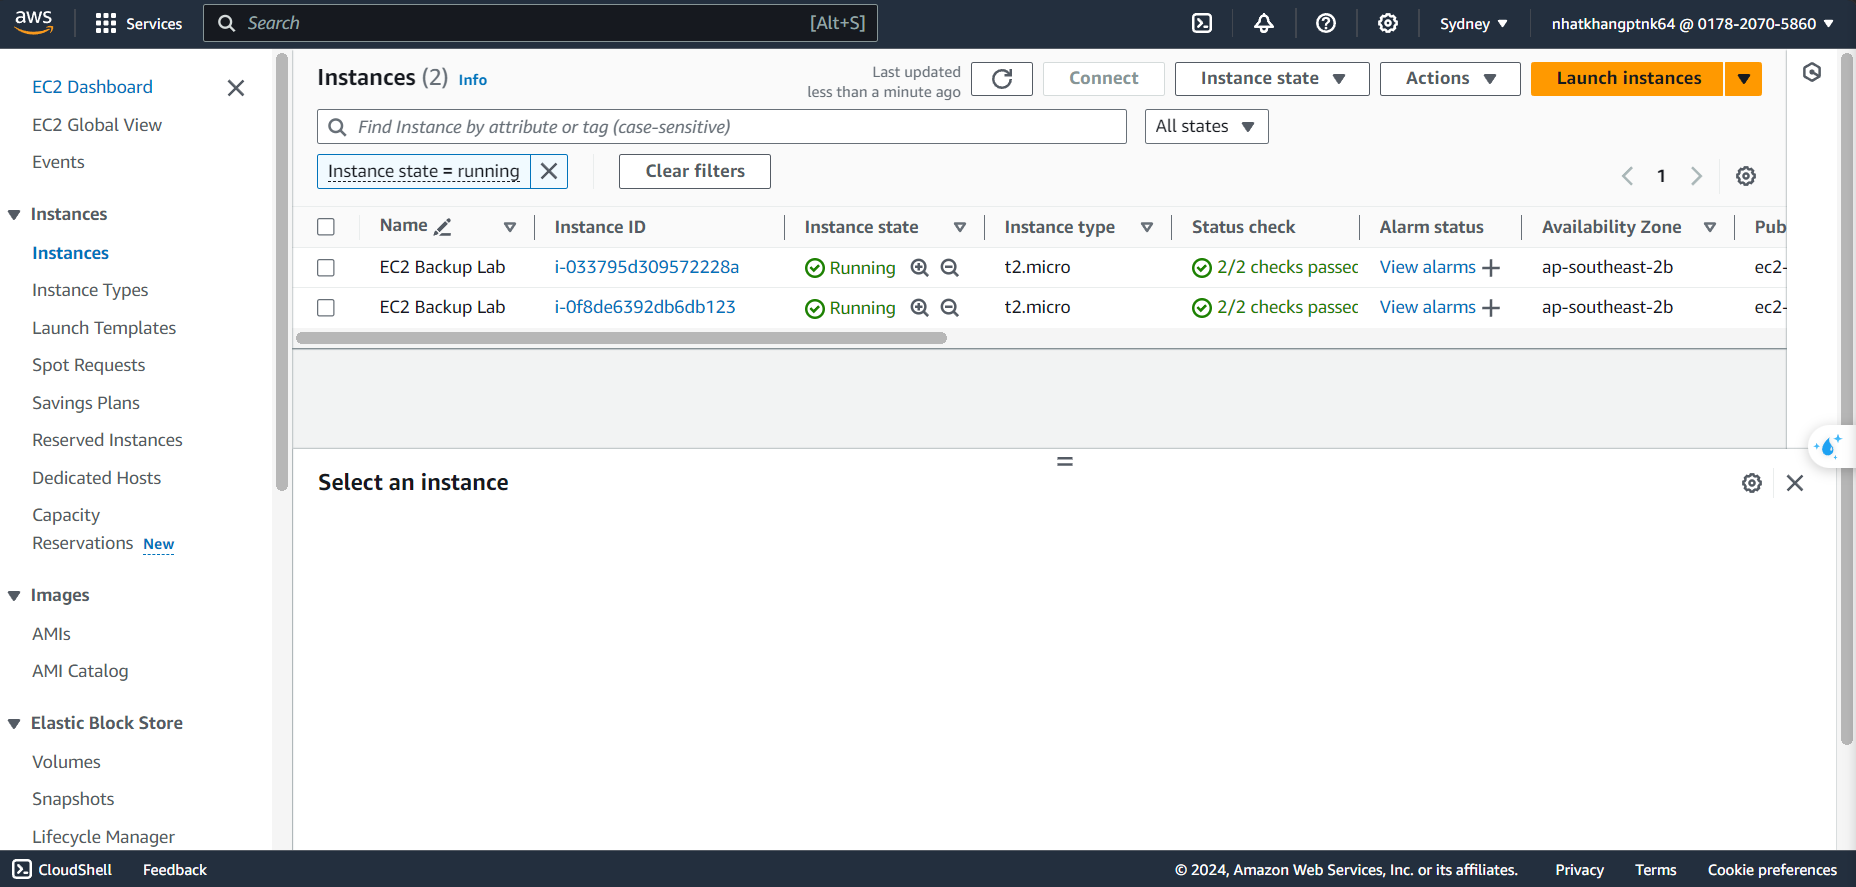 aws Services Search [Alt+S] Sydney nhatkhangptnk64 @ 0178-2070-5860
EC2 Dashboard
EC2 Global View
Events
Instances
Instances
Instance Types
Launch Templates
Spot Requests
Savings Plans
Reserved Instances
Dedicated Hosts
Capacity
Reservations New
Images
AMIs
AMI Catalog
Elastic Block Store
Volumes
Snapshots
Lifecycle Manager
Instances (2) Info
Last updated
less than a minute ago
Connect Instance state Actions Launch instances
Find Instance by attribute or tag (case-sensitive) All states
Instance state = running Clear filters 1
Name Instance ID Instance state Instance type Status check Alarm status Availability Zone Pub
EC2 Backup Lab i-033795d309572228a Running t2.micro 2/2 checks passec View alarms + ap-southeast-2b ec2-
EC2 Backup Lab i-0f8de6392db6db123 Running t2.micro 2/2 checks passec View alarms + ap-southeast-2b ec2-
Select an instance
CloudShell Feedback © 2024, Amazon Web Services, Inc. or its affiliates. Privacy Terms Cookie preferences